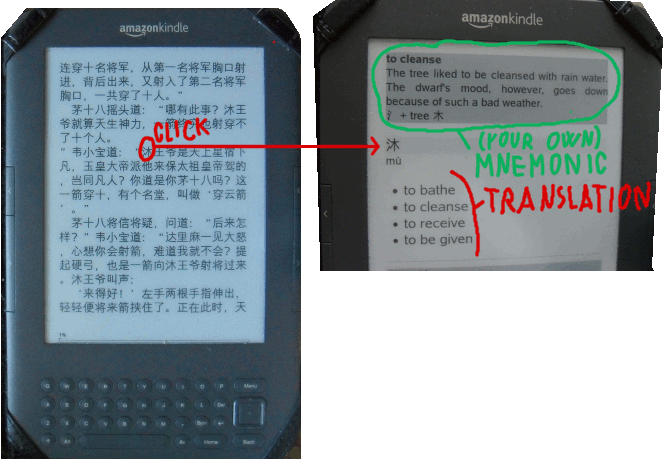 amazonkindle
连穿十名将军，从第一名将军胸口射
进，背后出来，又射入了第二名将军
胸口，一共穿了十人。”
茅十八摇头道：“哪有此事？沐王
爷就算天生神力，箭终也射穿不
了十个人。
”韦小宝道：“沐王爷是天上星宿下
凡，玉皇大帝派他来保太祖皇帝驾的
，岂同凡人？你道是你茅十八吗？这
一箭穿十，有个名堂，叫做‘穿云箭
’。”
茅十八将信将疑，问道：“后来怎
样？”韦小宝道：“达里麻一见大怒
，心想你会射箭，难道我就不会？提
起硬弓，也是一箭向沐王爷射将过来
。沐王爷叫声：
‘来得好！’左手两根手指伸出，
轻轻便将来箭挟住了。正在此时，天
CLICK
Q W E R T Y U I O P Menu
A S D F G H J K L Del
Z X C V B N M
Alt Home Back
amazonkindle
to cleanse
The tree liked to be cleansed with rain water.
The dwarf's mood, however, goes down
because of such a bad weather.
氵 + tree 木
(YOUR OWN)
MNEMONIC
沐
mù
• to bathe
• to cleanse
• to receive
• to be given
TRANSLATION